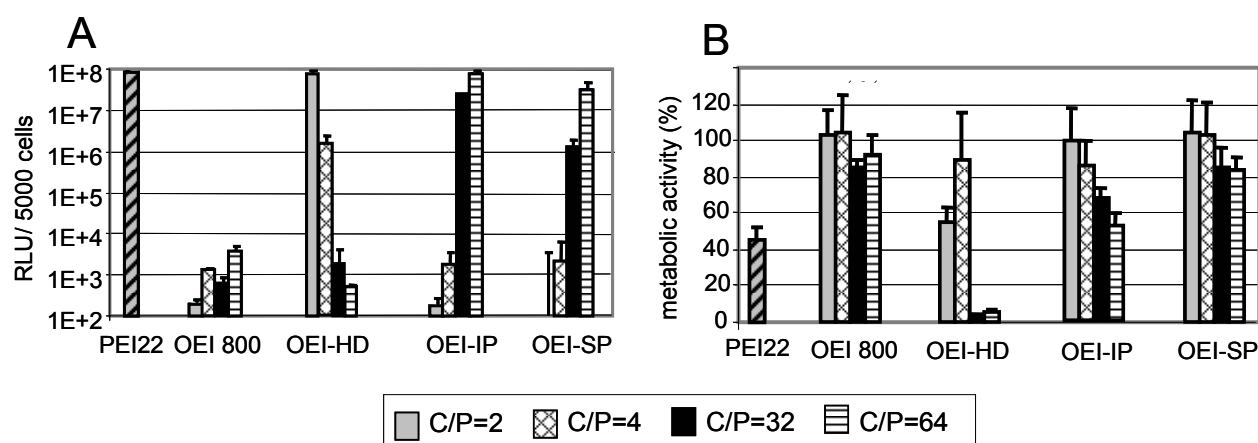 A
RLU/ 5000 cells
1E+8
1E+7
1E+6
1E+5
1E+4
1E+3
1E+2
PEI22 OEI 800 OEI-HD OEI-IP OEI-SP
B
metabolic activity (%)
120
100
80
60
40
20
0
PEI22 OEI 800 OEI-HD OEI-IP OEI-SP
C/P=2 C/P=4 C/P=32 C/P=64